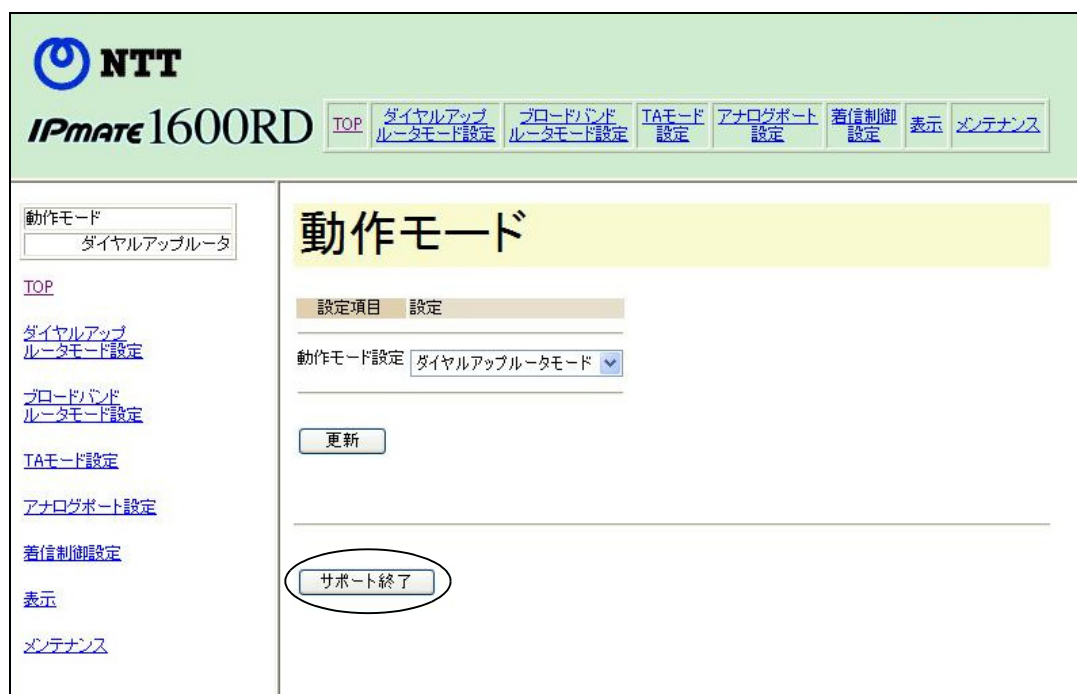 NTT
IPmate 1600RD
TOP
ダイヤルアップ
ルータモード設定
ブロードバンド
ルータモード設定
TAモード
設定
アナログポート
設定
着信制御
設定
表示
メンテナンス
動作モード
ダイヤルアップルータ
TOP
ダイヤルアップ
ルータモード設定
ブロードバンド
ルータモード設定
TAモード設定
アナログポート設定
着信制御設定
表示
メンテナンス
動作モード
設定項目 設定
動作モード設定 ダイヤルアップルータモード
更新
サポート終了